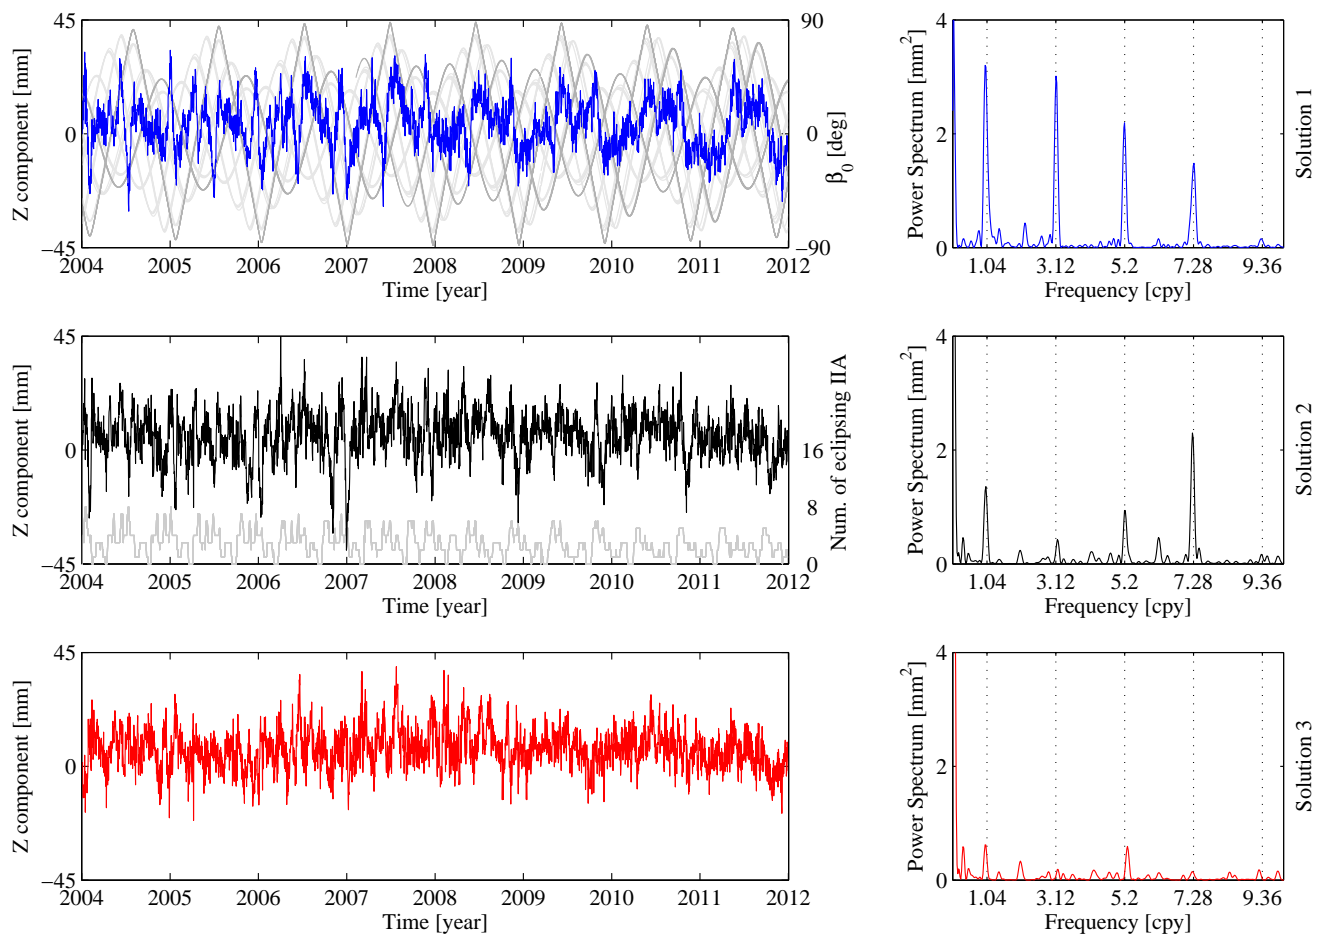 45
0
−45
Z component [mm]
90
0
−90
β0 [deg]
2004 2005 2006 2007 2008 2009 2010 2011 2012
Time [year]
4
2
0
Power Spectrum [mm2]
1.04 3.12 5.2 7.28 9.36
Frequency [cpy]
Solution 1
45
0
−45
Z component [mm]
16
8
0
Num. of eclipsing IIA
2004 2005 2006 2007 2008 2009 2010 2011 2012
Time [year]
4
2
0
Power Spectrum [mm2]
1.04 3.12 5.2 7.28 9.36
Frequency [cpy]
Solution 2
45
0
−45
Z component [mm]
2004 2005 2006 2007 2008 2009 2010 2011 2012
Time [year]
4
2
0
Power Spectrum [mm2]
1.04 3.12 5.2 7.28 9.36
Frequency [cpy]
Solution 3